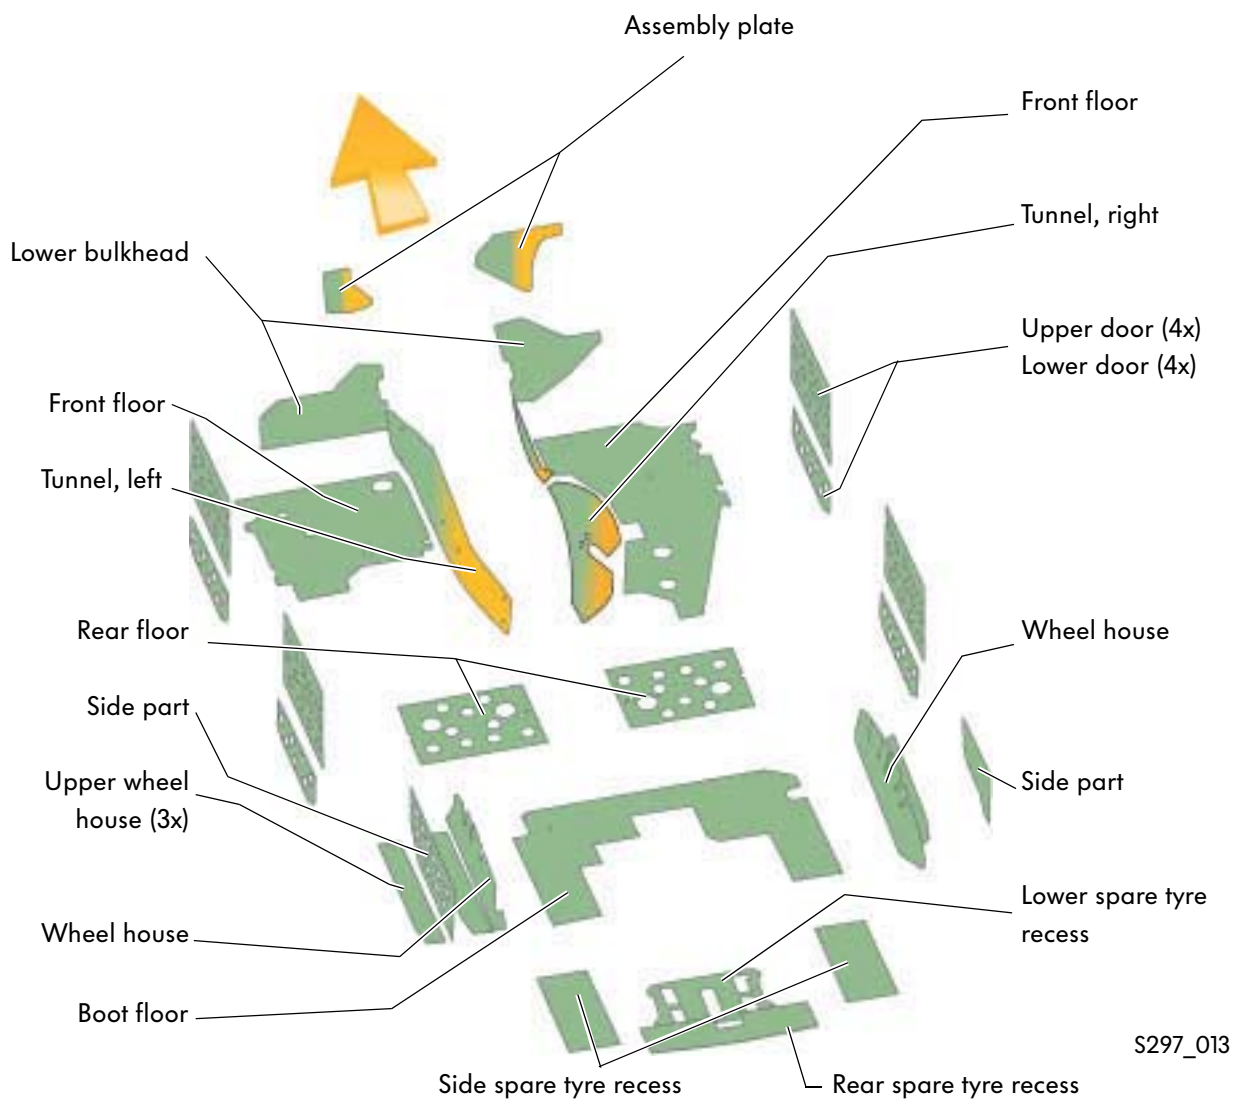 Assembly plate
Front floor
Tunnel, right
Lower bulkhead
Upper door (4x)
Lower door (4x)
Front floor
Tunnel, left
Rear floor
Wheel house
Side part
Upper wheel
house (3x)
Side part
Lower spare tyre
recess
Wheel house
Boot floor
S297_013
Side spare tyre recess
Rear spare tyre recess